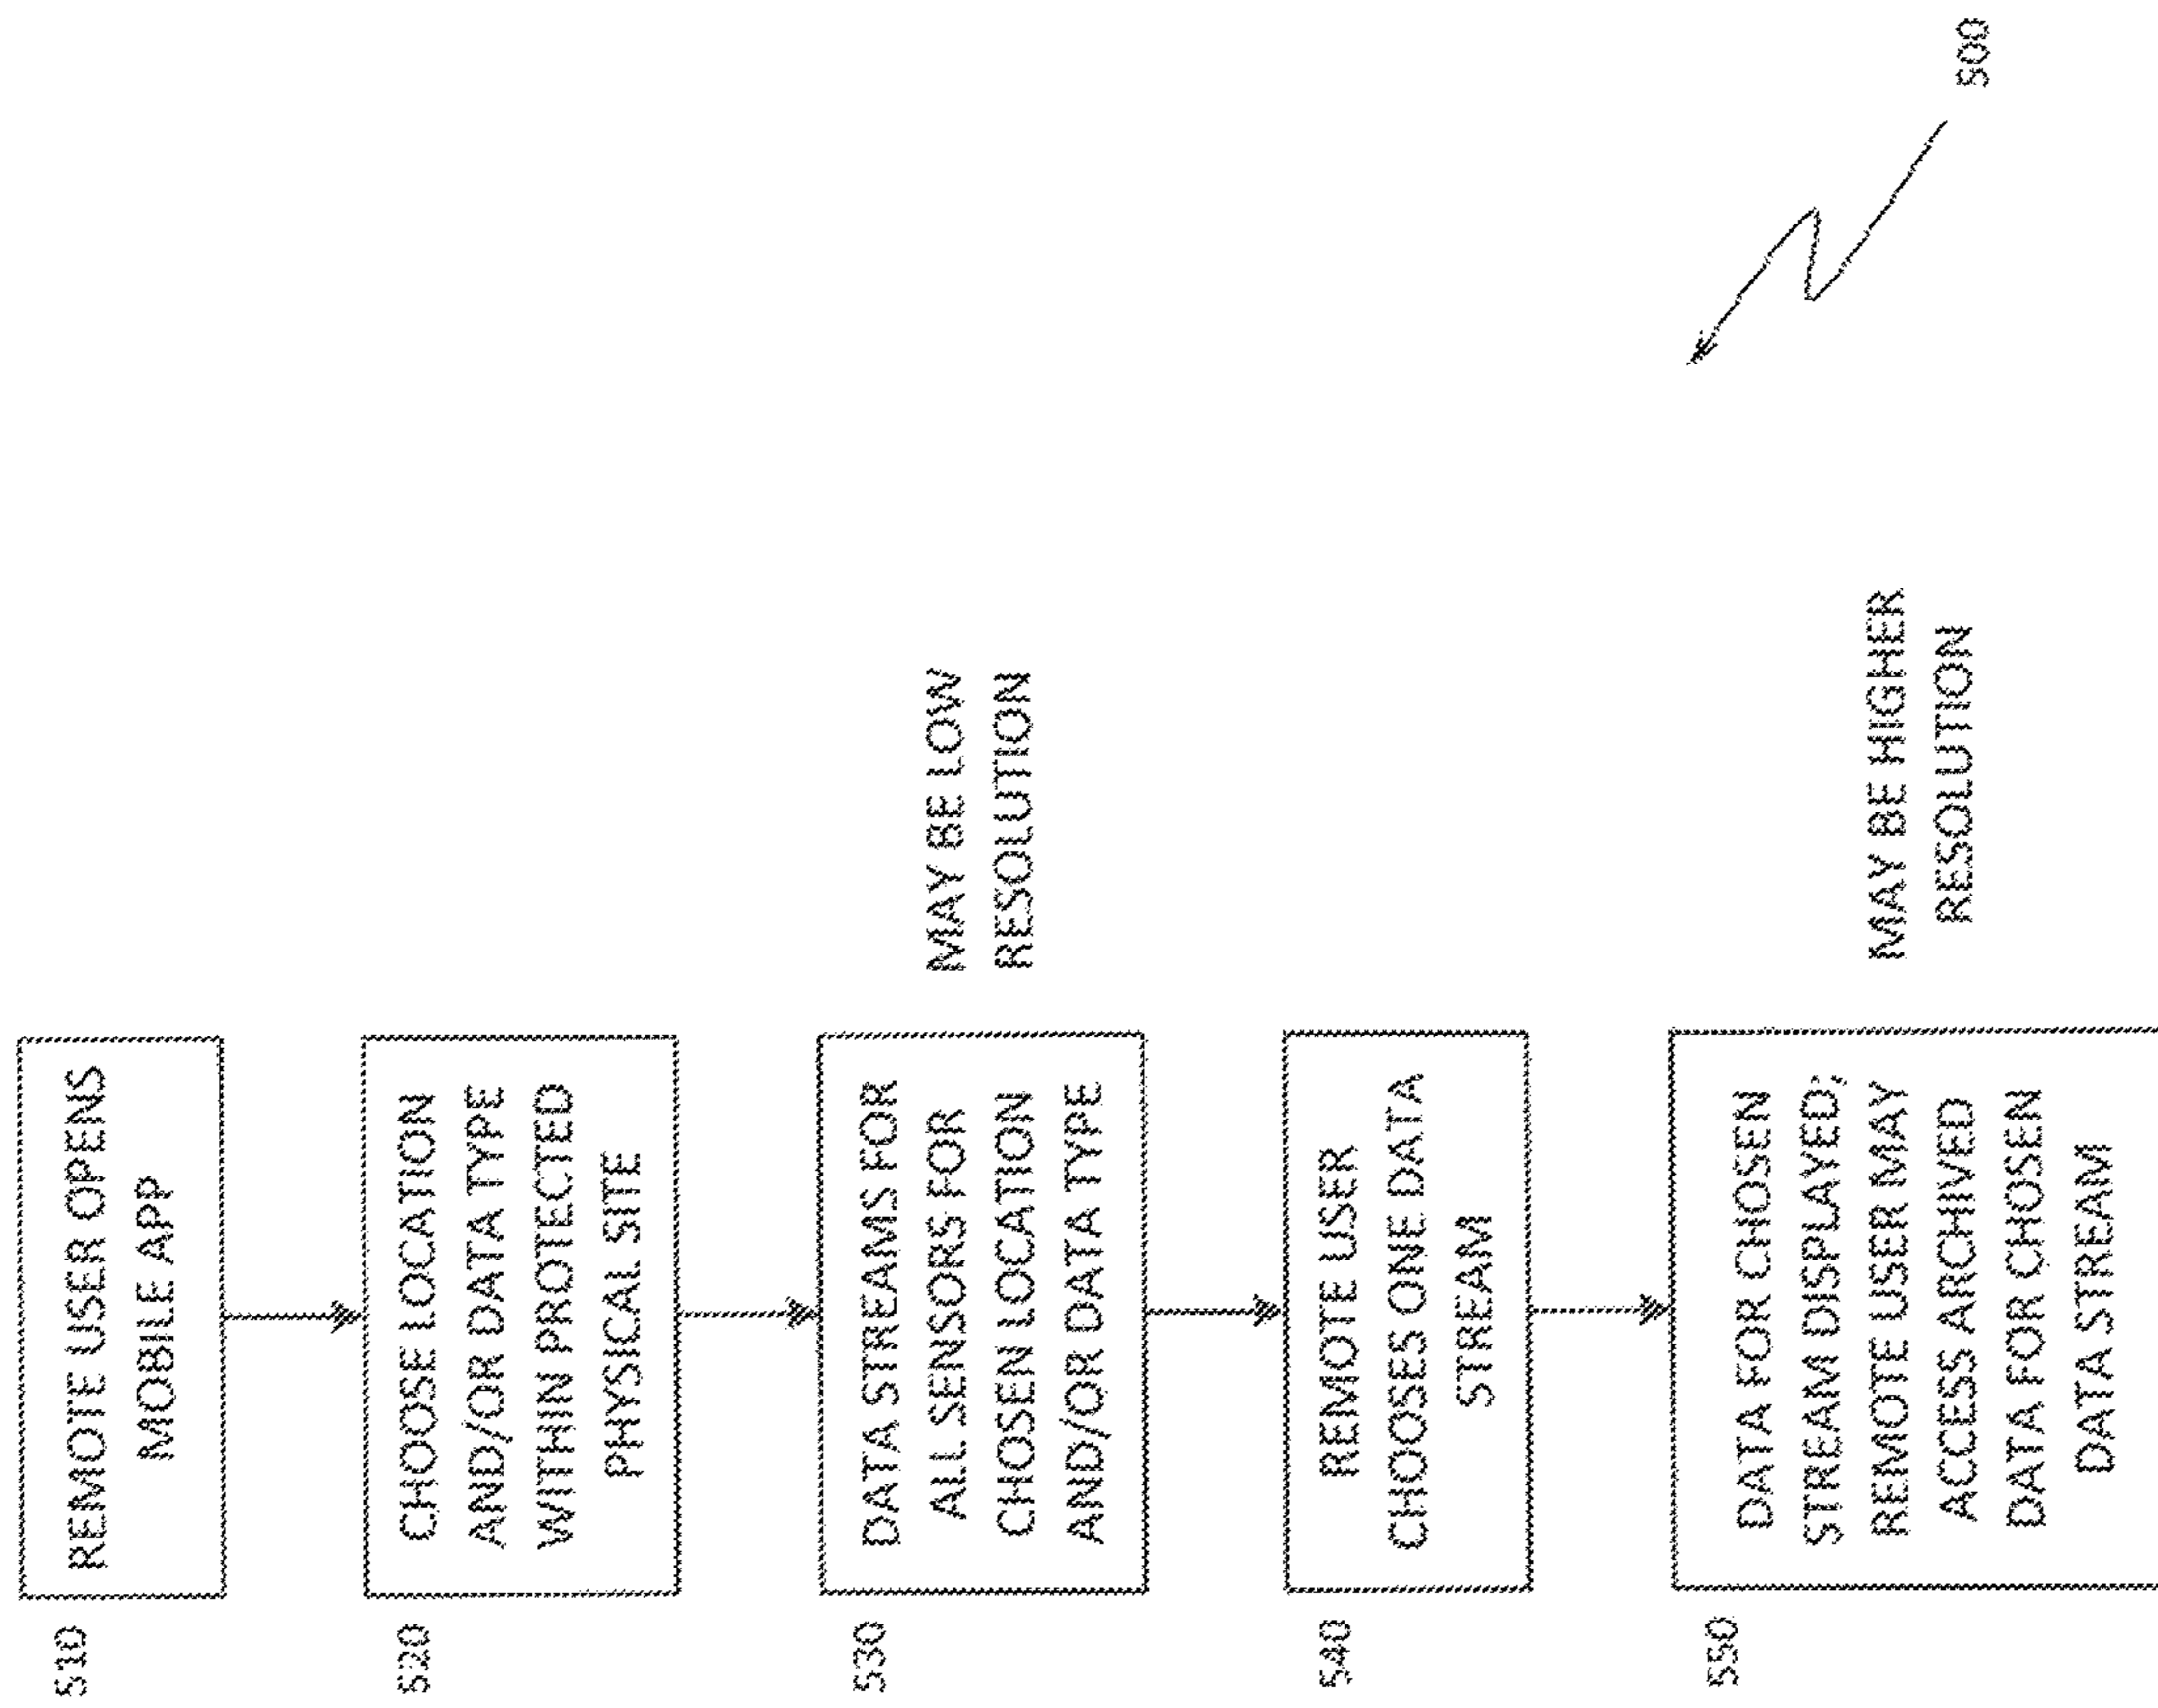 510
REMOTE USER OPENS
MOBILE APP
520
CHOOSE LOCATION
AND/OR DATA TYPE
WITHIN PROTECTED
PHYSICAL SITE
530
DATA STREAMS FOR
ALL SENSORS FOR
CHOSEN LOCATION
AND/OR DATA TYPE
MAY BE LOW
RESOLUTION
540
REMOTE USER
CHOOSES ONE DATA
STREAM
550
DATA FOR CHOSEN
STREAM DISPLAYED;
REMOTE USER MAY
ACCESS ARCHIVED
DATA FOR CHOSEN
DATA STREAM
MAY BE HIGHER
RESOLUTION
500